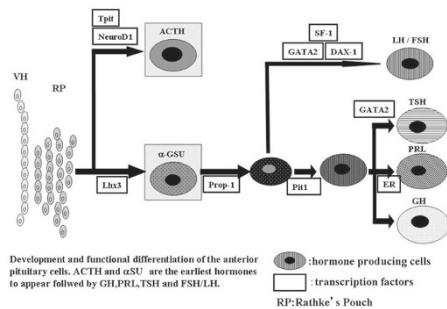 Tpit
NeuroD1
ACTH
SF-1
GATA2
DAX-1
LH / FSH
VH
RP
α-GSU
GATA2
TSH
PRL
Lhx3
Prop-1
Pit1
ER
GH
Development and functional differentiation of the anterior
pituitary cells. ACTH and αSU are the earliest hormones
to appear follwed by GH,PRL,TSH and FSH/LH.
:hormone producing cells
: transcription factors
RP:Rathke's Pouch